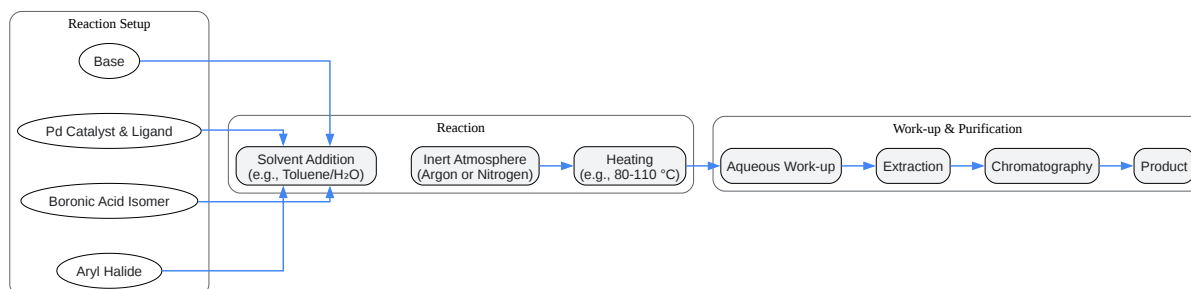 Reaction Setup
Base
Pd Catalyst & Ligand
Boronic Acid Isomer
Aryl Halide
Reaction
Solvent Addition
(e.g., Toluene/H₂O)
Inert Atmosphere
(Argon or Nitrogen)
Heating
(e.g., 80-110 °C)
Work-up & Purification
Aqueous Work-up
Extraction
Chromatography
Product